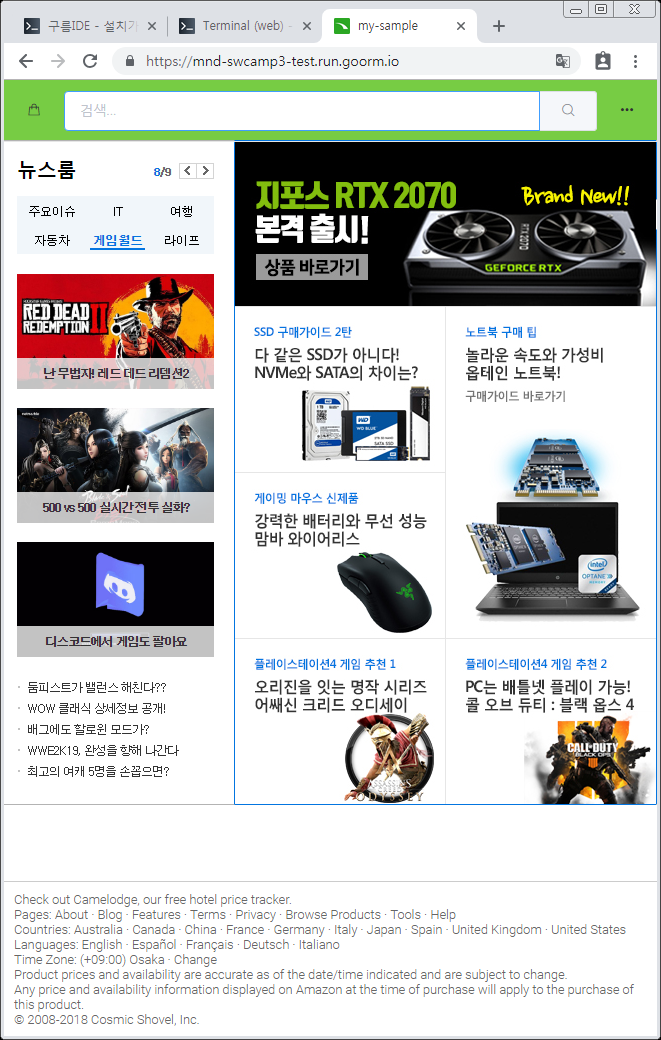 구름IDE - 설치기
Terminal (web) -
my-sample
https://mnd-swcamp3-test.run.goorm.io
검색...
뉴스룸
8/9
주요이슈
IT
여행
자동차
게임월드
라이프
RED DEAD
REDEMPTION II
난 무법자! 레드 데드 리뎀션2
500 vs 500 실시간 전투 실화?
디스코드에서 게임도 팔아요
· 둠피스트가 밸런스 해친다??
· WOW 클래식 상세정보 공개!
· 배그에도 할로윈 모드가?
· WWE2K19, 완성을 향해 나간다
· 최고의 여캐 5명을 손꼽으면?
지포스 RTX 2070
본격 출시!
상품 바로가기
Brand New!!
RTX 2070
GEFORCE RTX
SSD 구매가이드 2탄
다 같은 SSD가 아니다!
NVMe와 SATA의 차이는?
WD
WD BLUE
노트북 구매 팁
놀라운 속도와 가성비
옵테인 노트북!
구매가이드 바로가기
intel
OPTANE
게이밍 마우스 신제품
강력한 배터리와 무선 성능
맘바 와이어리스
플레이스테이션4 게임 추천 1
오리진을 잇는 명작 시리즈
어쌔신 크리드 오디세이
ODYSSEY
플레이스테이션4 게임 추천 2
PC는 배틀넷 플레이 가능!
콜 오브 듀티 : 블랙 옵스 4
CALL OF DUTY
BLACK OPS
Check out Camelodge, our free hotel price tracker.
Pages: About · Blog · Features · Terms · Privacy · Browse Products · Tools · Help
Countries: Australia · Canada · China · France · Germany · Italy · Japan · Spain · United Kingdom · United States
Languages: English · Español · Français · Deutsch · Italiano
Time Zone: (+09:00) Osaka · Change
Product prices and availability are accurate as of the date/time indicated and are subject to change.
Any price and availability information displayed on Amazon at the time of purchase will apply to the purchase of
this product.
© 2008-2018 Cosmic Shovel, Inc.